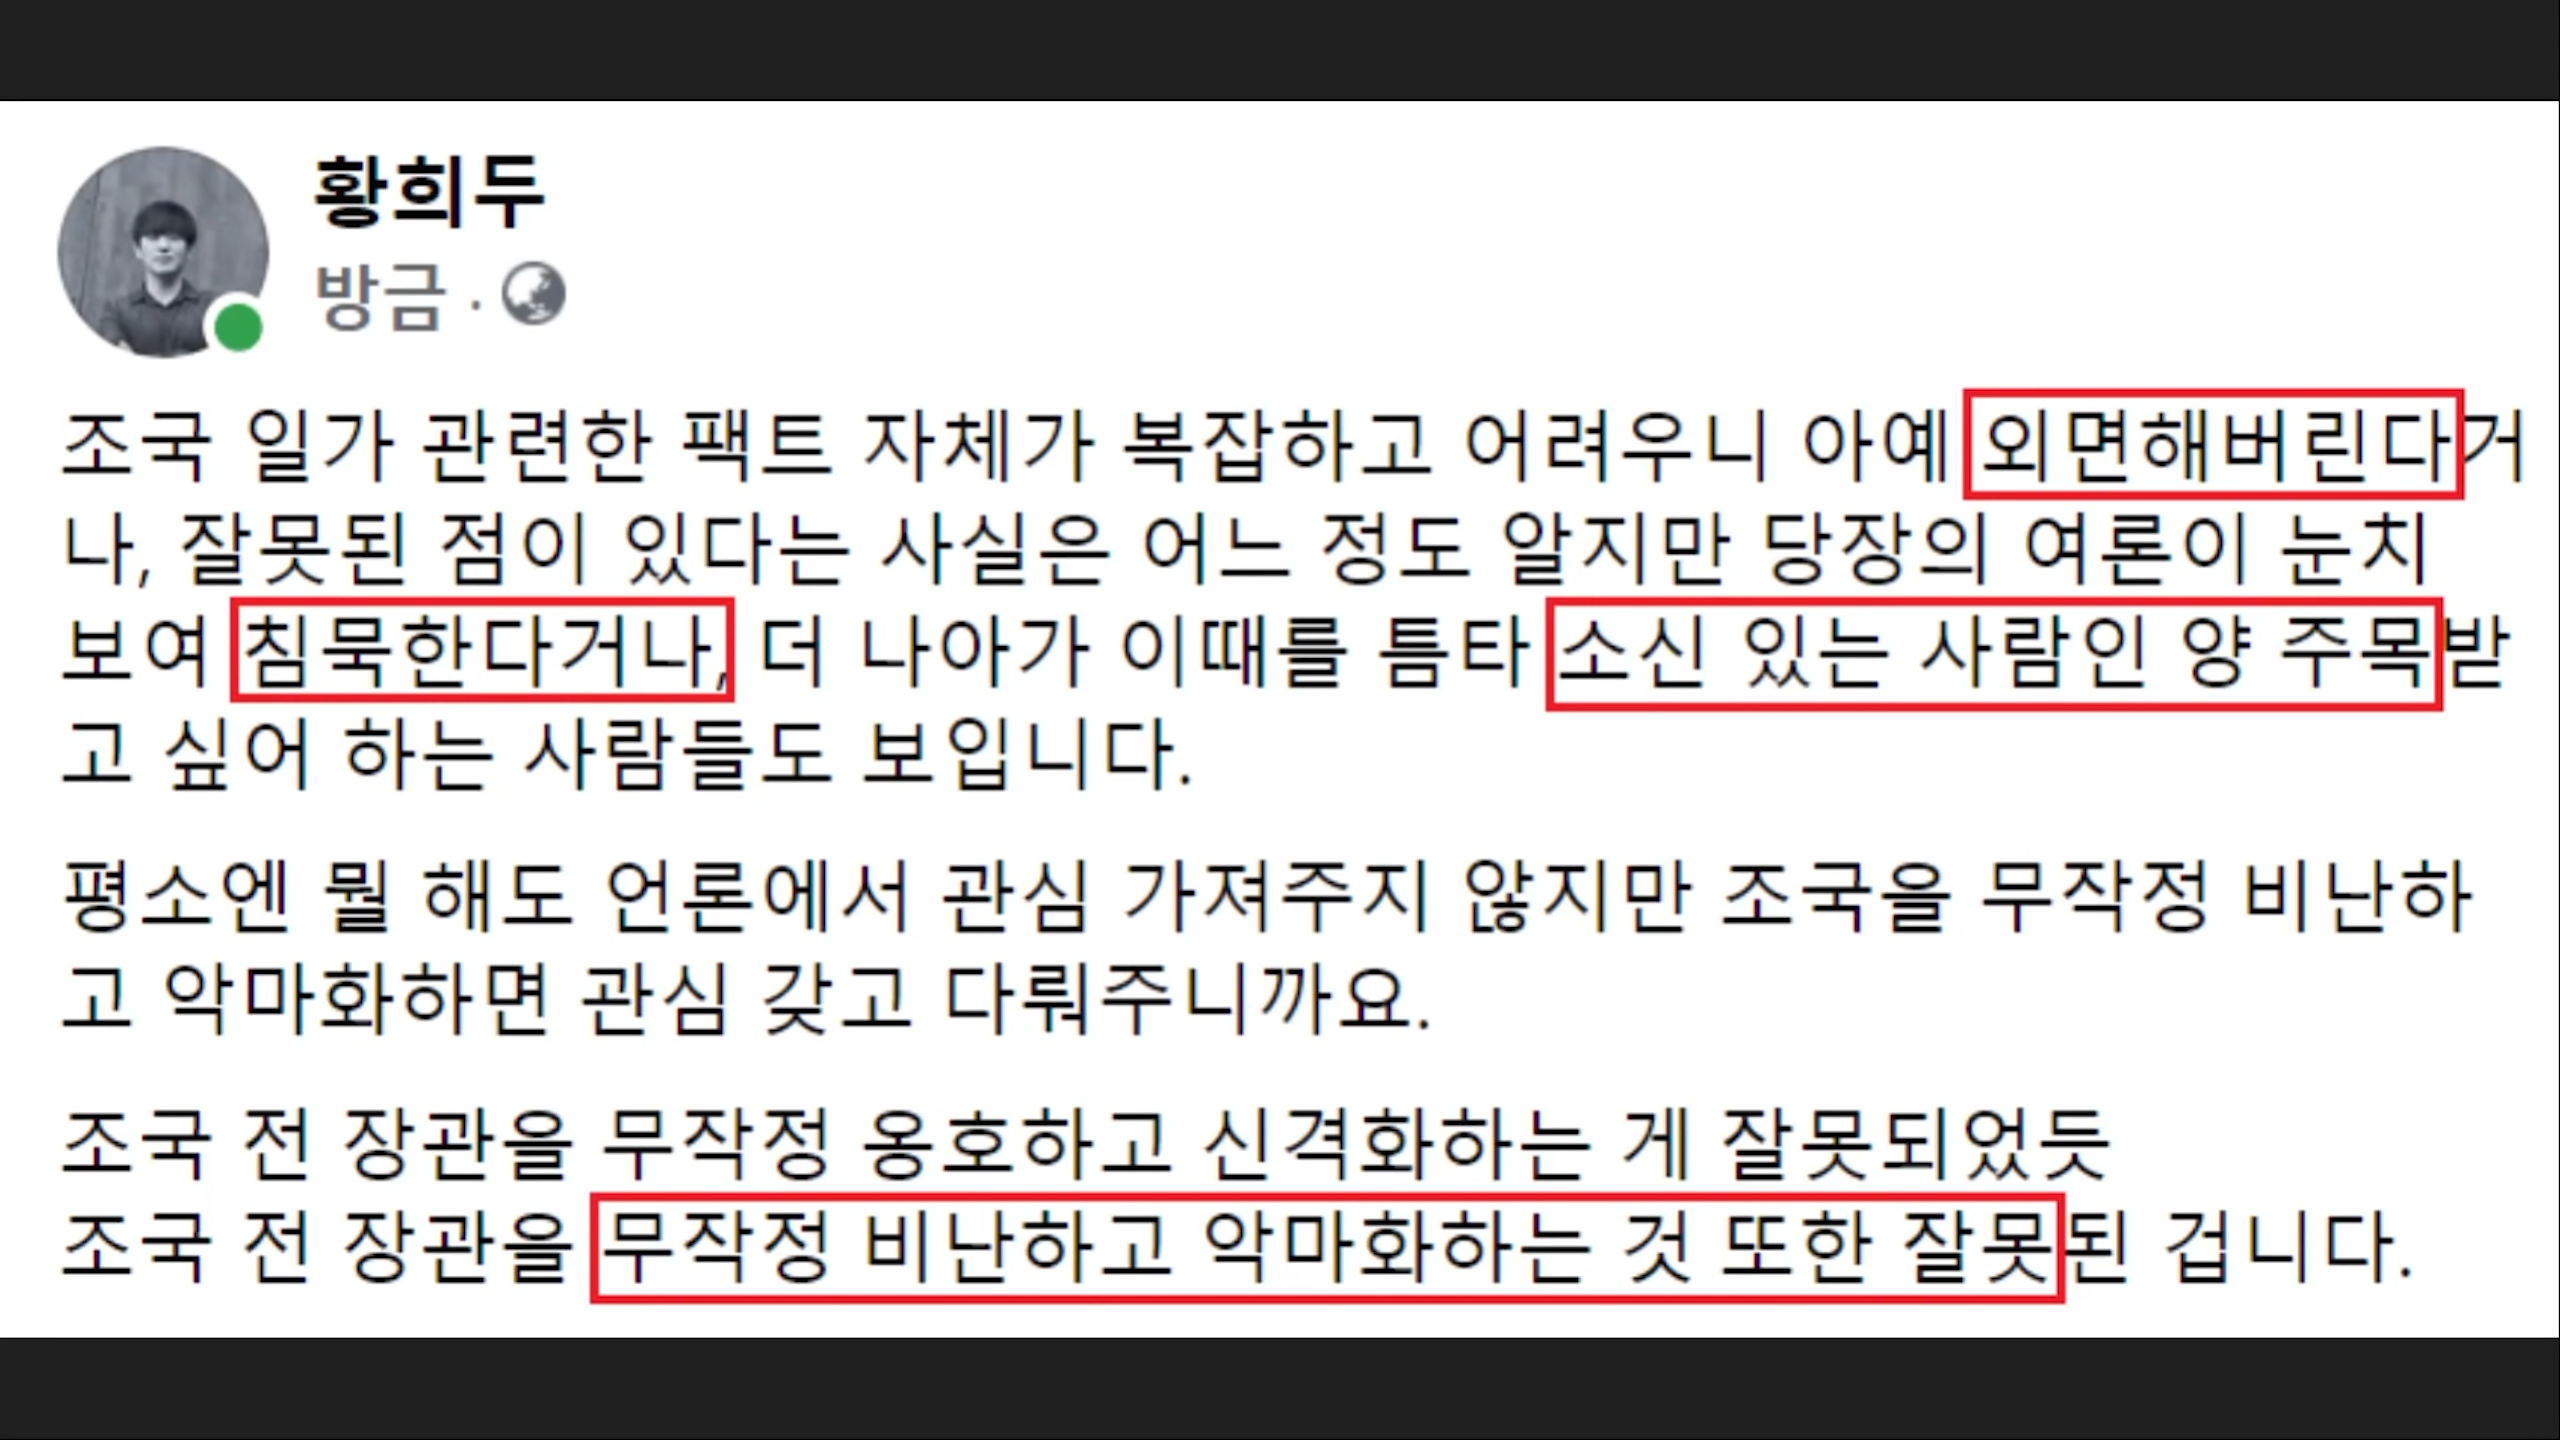 황희두
방금 ·
조국 일가 관련한 팩트 자체가 복잡하고 어려우니 아예 외면해버린다거
나, 잘못된 점이 있다는 사실은 어느 정도 알지만 당장의 여론이 눈치
보여 침묵한다거나, 더 나아가 이때를 틈타 소신 있는 사람인 양 주목받
고 싶어 하는 사람들도 보입니다.
평소엔 뭘 해도 언론에서 관심 가져주지 않지만 조국을 무작정 비난하
고 악마화하면 관심 갖고 다뤄주니까요.
조국 전 장관을 무작정 옹호하고 신격화하는 게 잘못되었듯
조국 전 장관을 무작정 비난하고 악마화하는 것 또한 잘못된 겁니다.